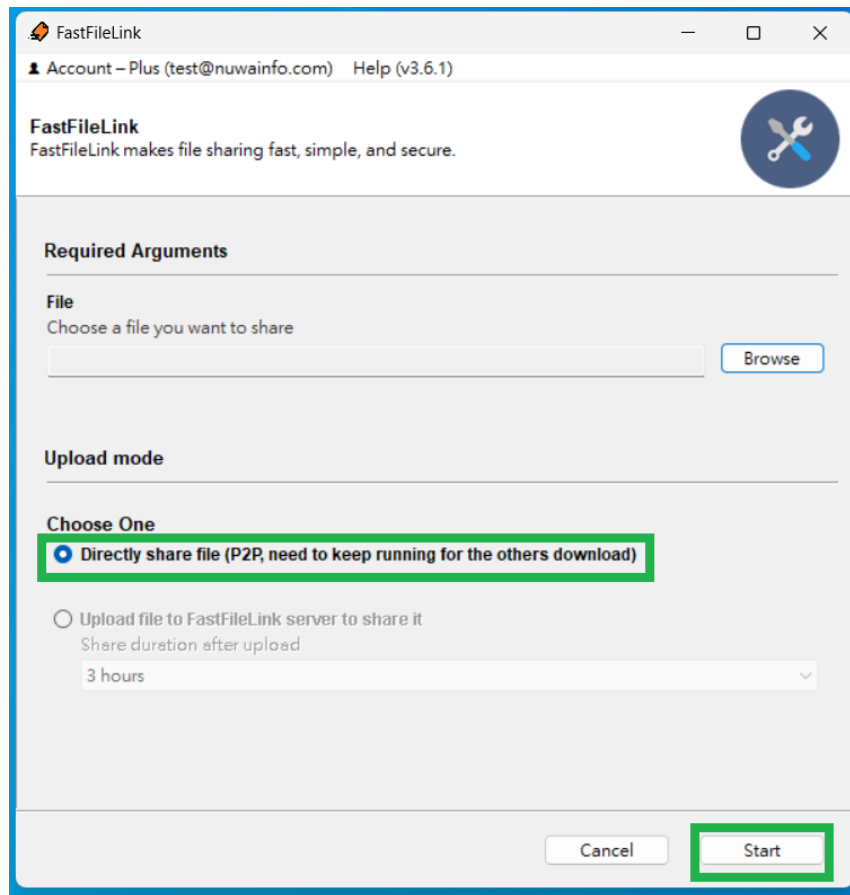 FastFileLink
Account – Plus (test@nuwainfo.com) Help (v3.6.1)
FastFileLink
FastFileLink makes file sharing fast, simple, and secure.
Required Arguments
File
Choose a file you want to share
Browse
Upload mode
Choose One
Directly share file (P2P, need to keep running for the others download)
Upload file to FastFileLink server to share it
Share duration after upload
3 hours
Cancel Start